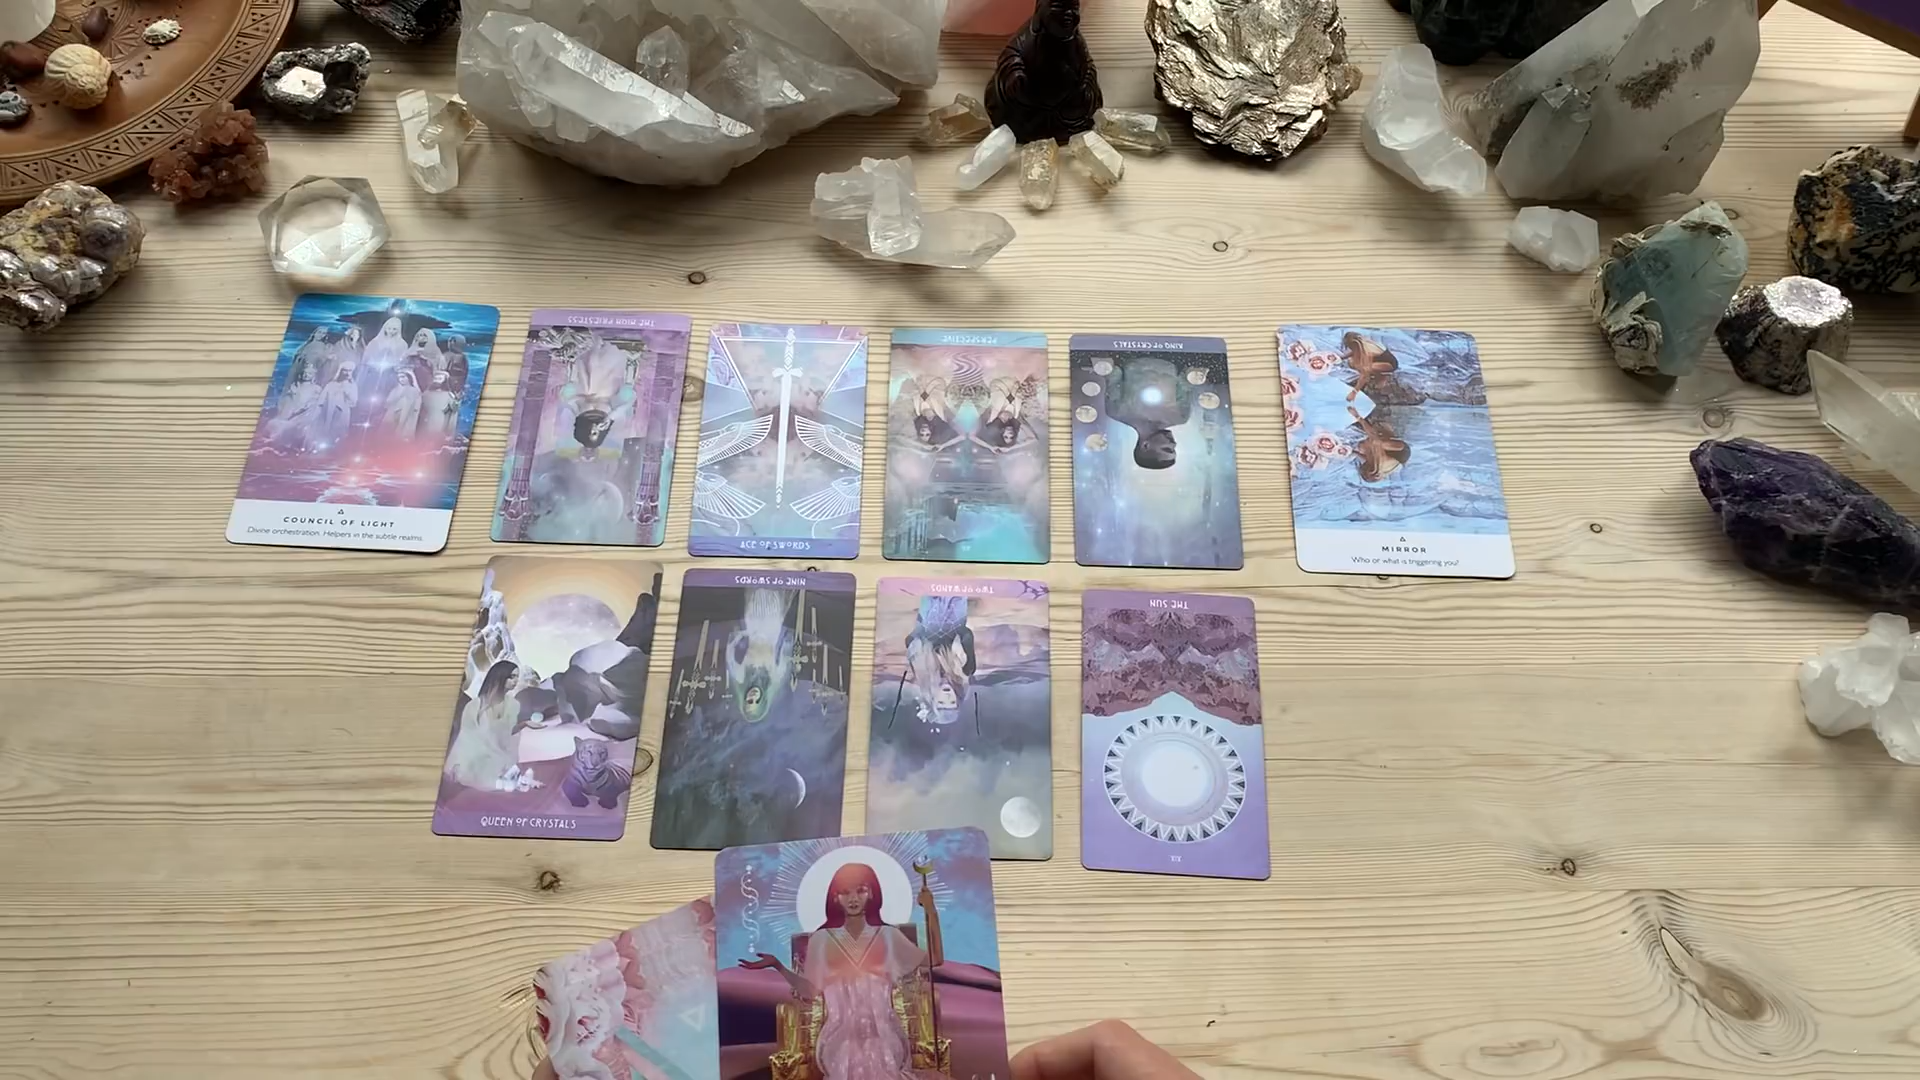 COUNCIL OF LIGHT
Divine orchestration. Helpers in the subtle realms.
THE HIGH PRIESTESS
ACE OF SWORDS
PERSPECTIVE
XII
KING OF CRYSTALS
MIRROR
Who or what is triggering you?
QUEEN OF CRYSTALS
NINE OF SWORDS
TWO OF WANDS
THE SUN
XIX